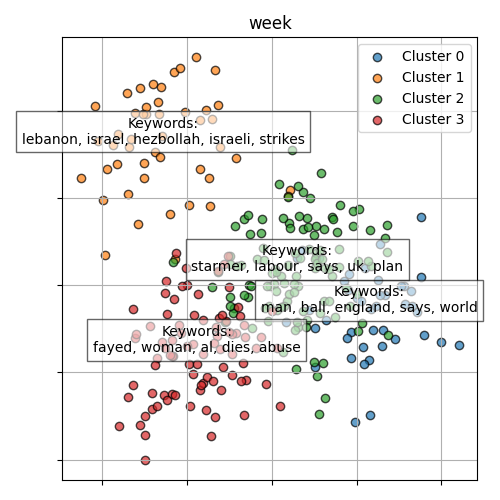 week
Cluster 0
Cluster 1
Cluster 2
Cluster 3
Keywords:
lebanon, israel, hezbollah, israeli, strikes
Keywords:
starmer, labour, says, uk, plan
Keywords:
man, ball, england, says, world
Keywords:
fayed, woman, al, dies, abuse